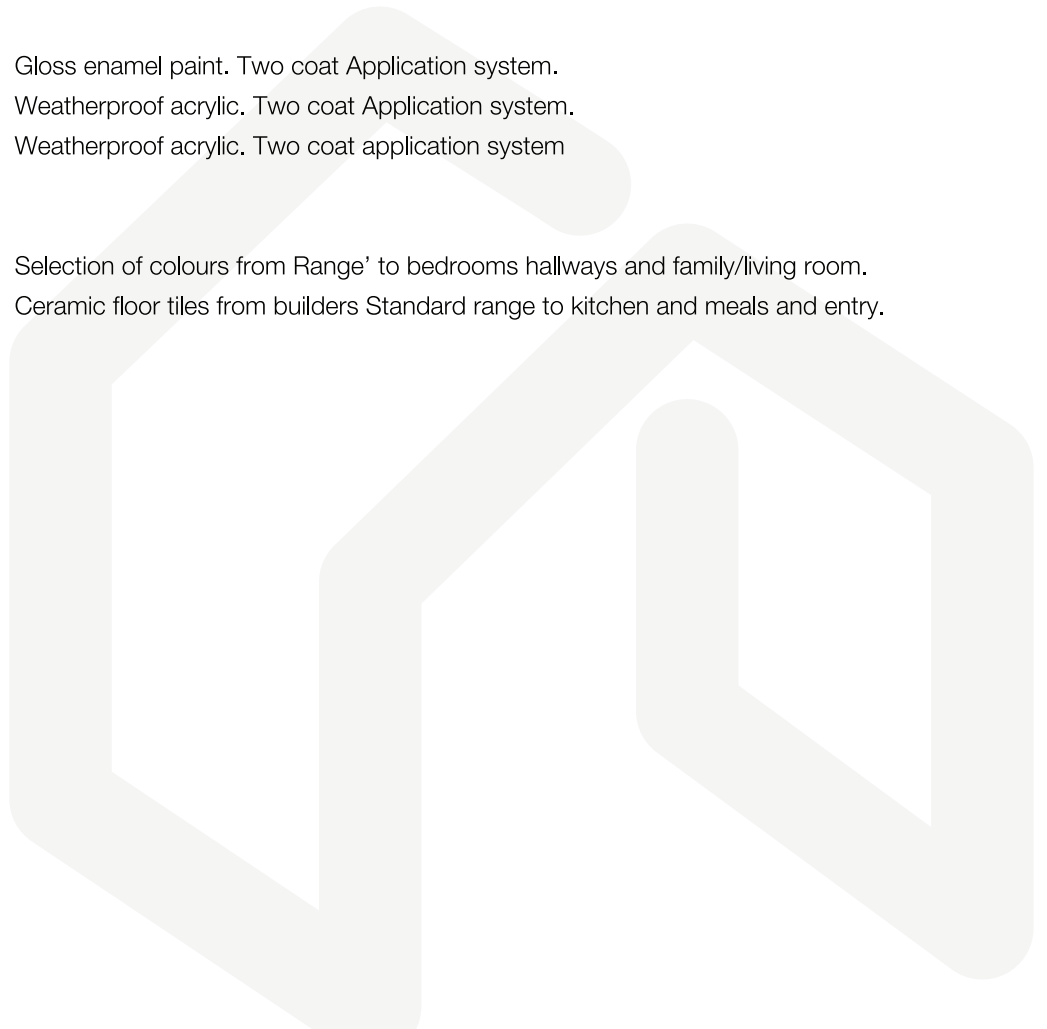 Gloss enamel paint. Two coat Application system.
Weatherproof acrylic. Two coat Application system.
Weatherproof acrylic. Two coat application system
Selection of colours from Range’ to bedrooms hallways and family/living room.
Ceramic floor tiles from builders Standard range to kitchen and meals and entry.